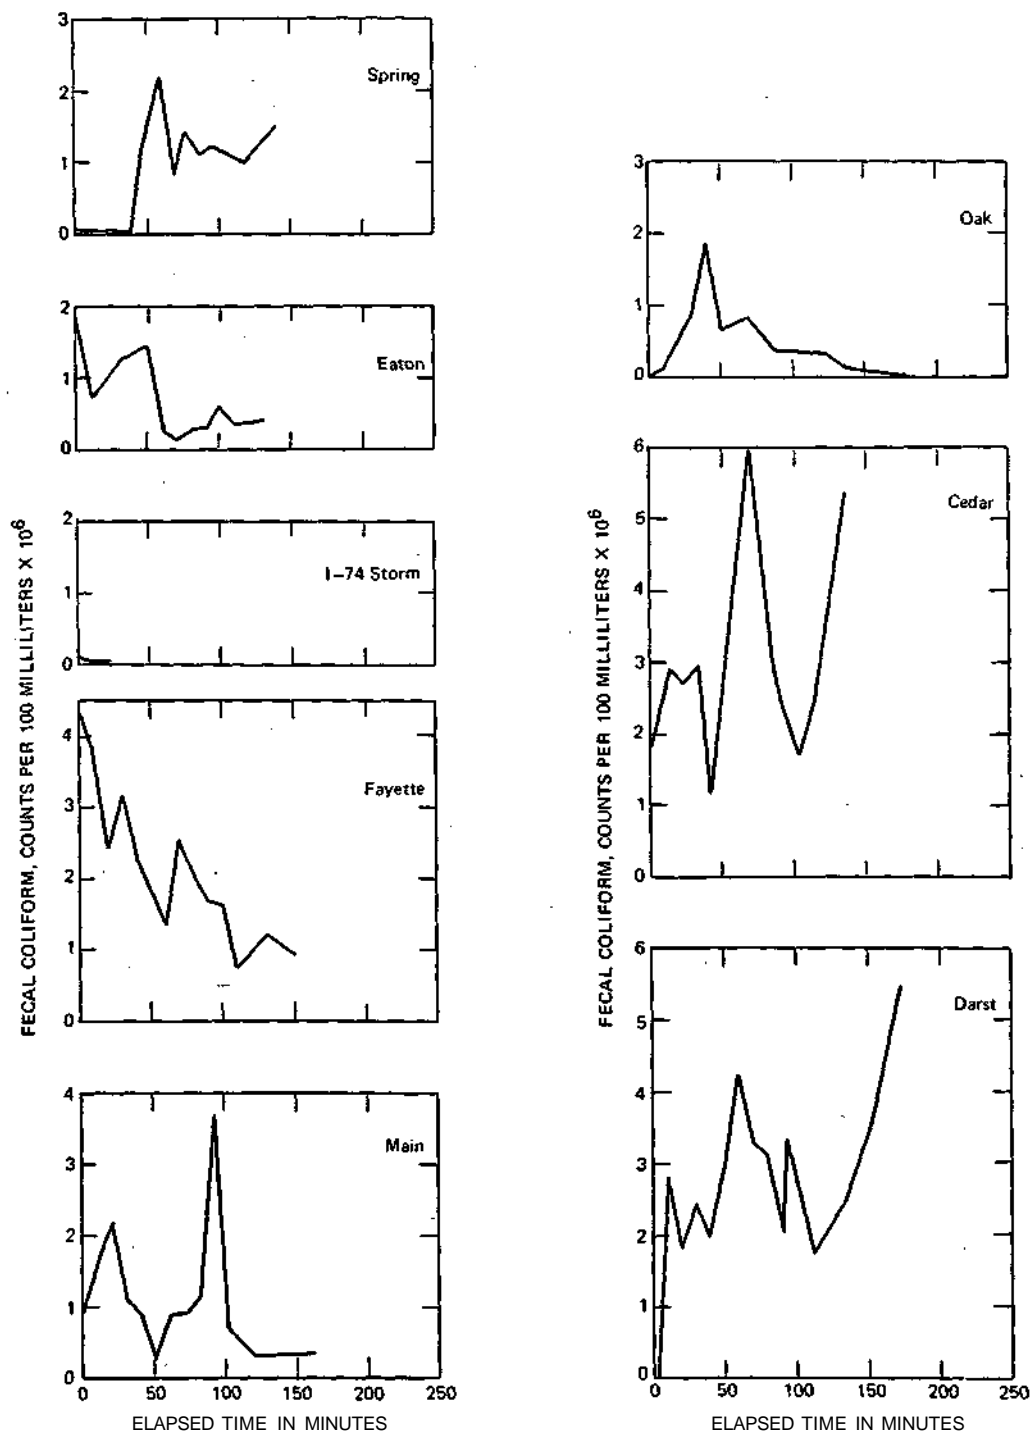 3
Spring
2
1
0
2
Eaton
1
0
2
I-74 Storm
1
0
4
Fayette
3
2
1
0
4
Main
3
2
1
0
0 50 100 150 200 250
ELAPSED TIME IN MINUTES
FECAL COLIFORM, COUNTS PER 100 MILLILITERS X 10⁶
3
Oak
2
1
0
6
Cedar
5
4
3
2
1
0
6
Darst
5
4
3
2
1
0
0 50 100 150 200 250
ELAPSED TIME IN MINUTES
FECAL COLIFORM, COUNTS PER 100 MILLILITERS X 10⁶